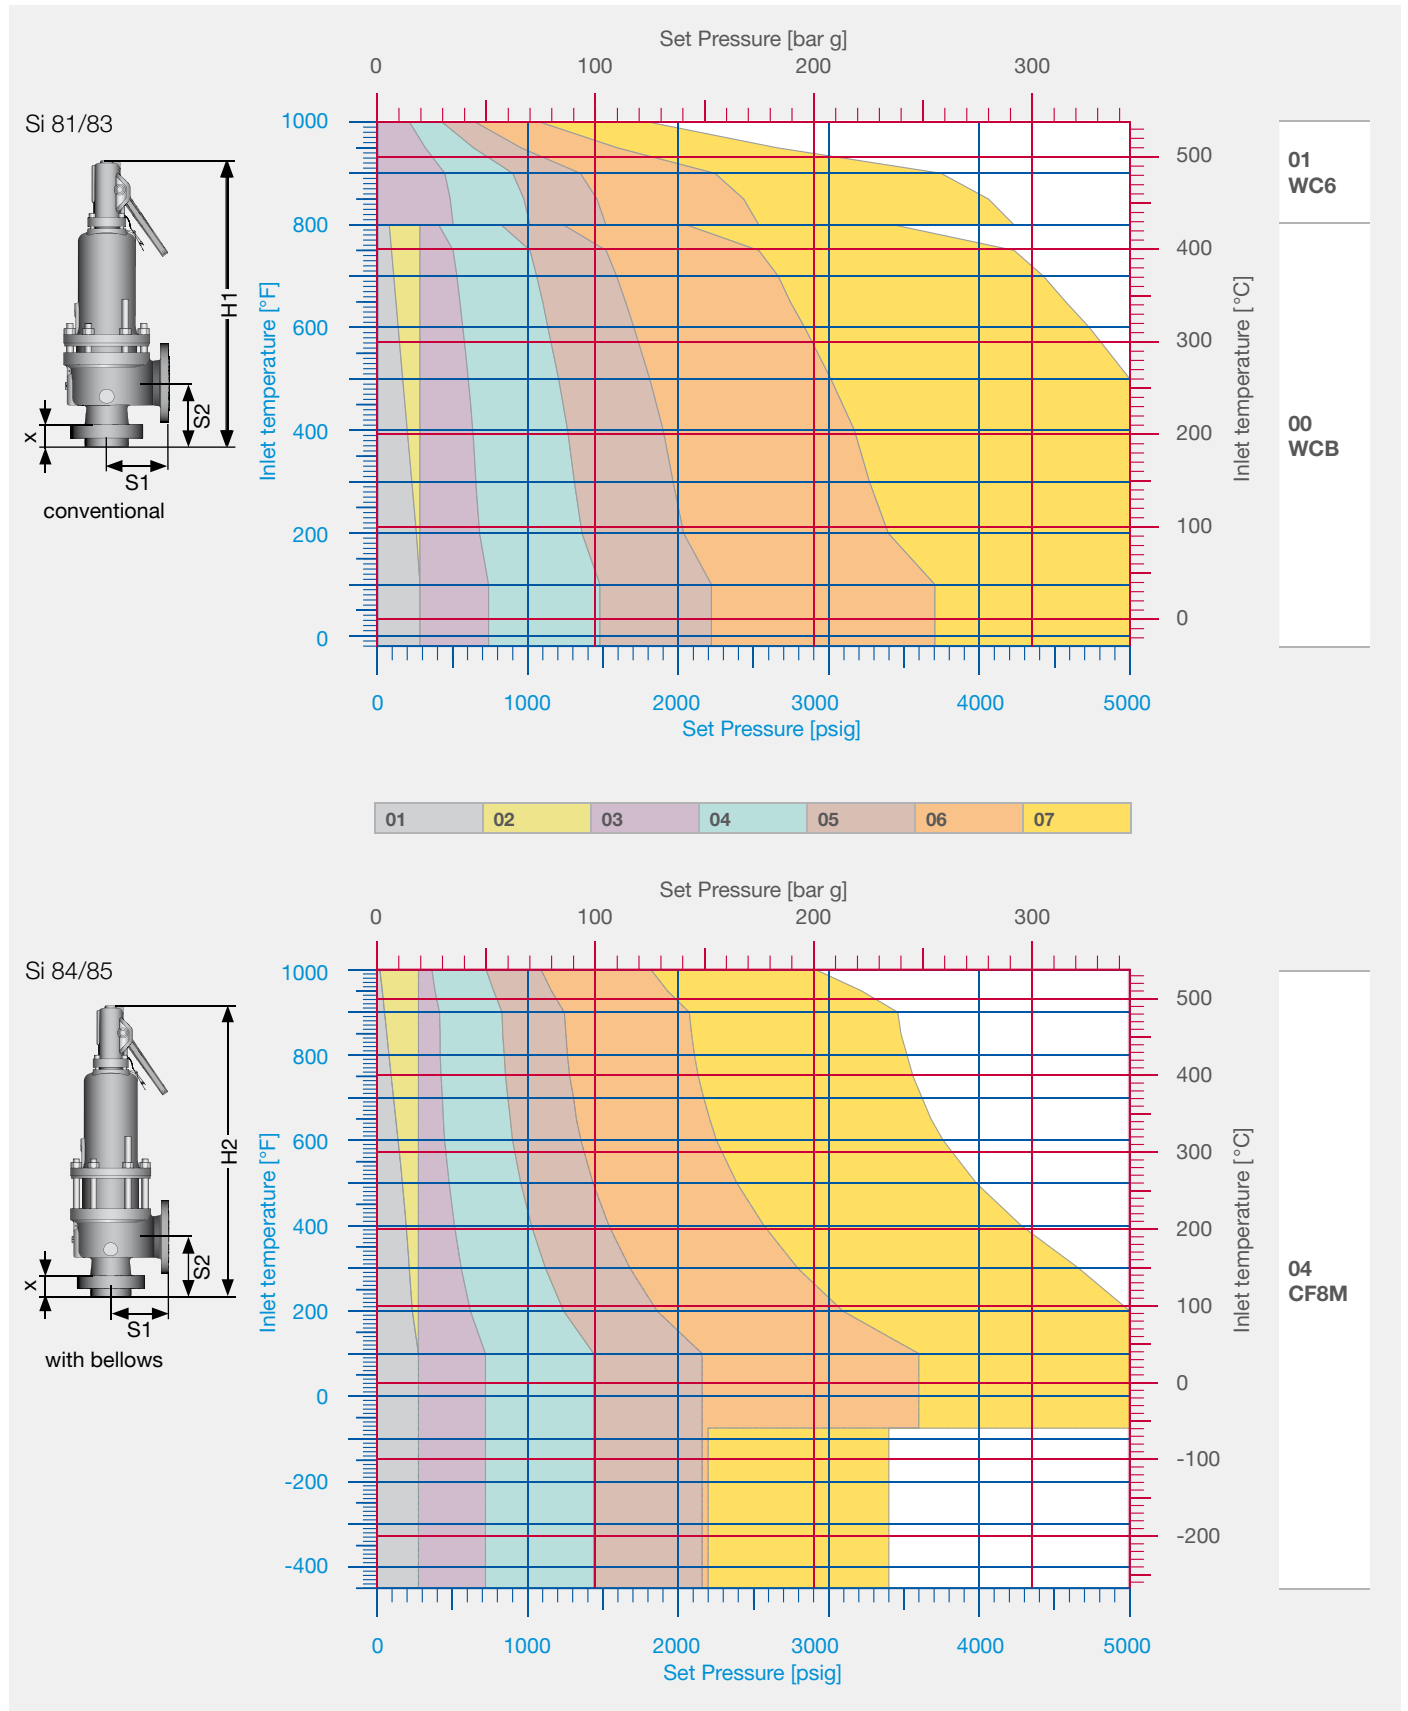 Set Pressure [bar g]
0 100 200 300
Si 81/83
H1
S2
x
S1
conventional
Inlet temperature [°F]
1000
800
600
400
200
0
500
400
300
200
100
0
Inlet temperature [°C]
01
WC6
00
WCB
0 1000 2000 3000 4000 5000
Set Pressure [psig]
01 02 03 04 05 06 07
Set Pressure [bar g]
0 100 200 300
Si 84/85
H2
S2
x
S1
with bellows
Inlet temperature [°F]
1000
800
600
400
200
0
-200
-400
500
400
300
200
100
0
-100
-200
Inlet temperature [°C]
04
CF8M
0 1000 2000 3000 4000 5000
Set Pressure [psig]